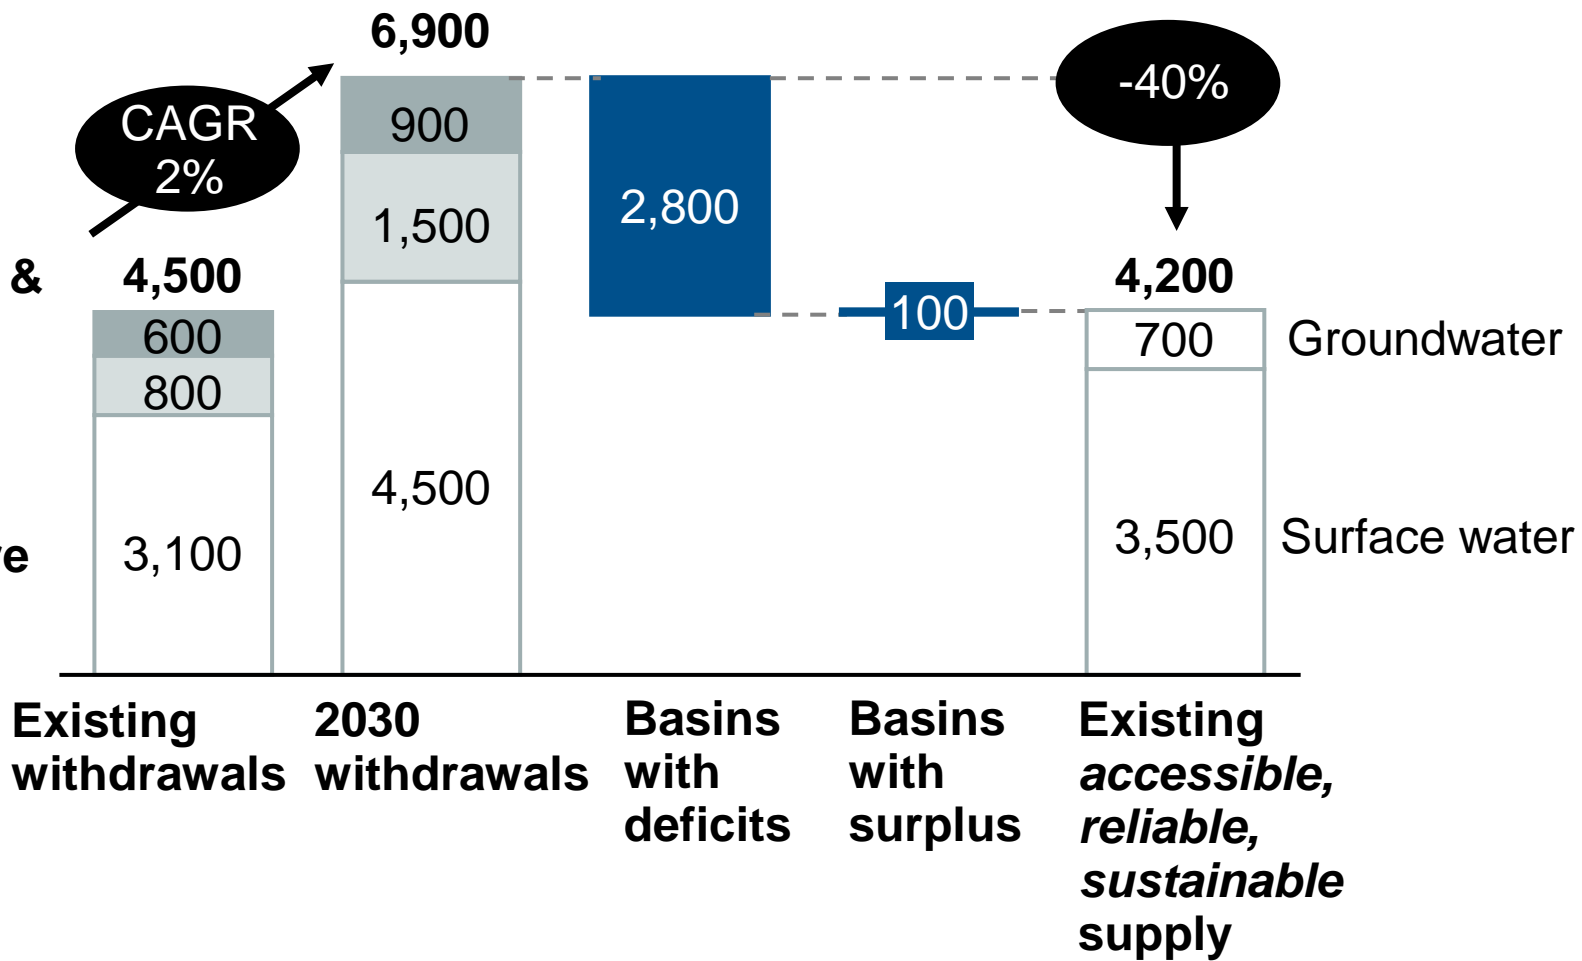 6,900
-40%
CAGR
2%
900
2,800
1,500
&
4,500
4,200
100
600
700
Groundwater
800
4,500
3,100
3,500
Surface water
Existing
withdrawals
2030
withdrawals
Basins
with
deficits
Basins
with
surplus
Existing
accessible,
reliable,
sustainable
supply